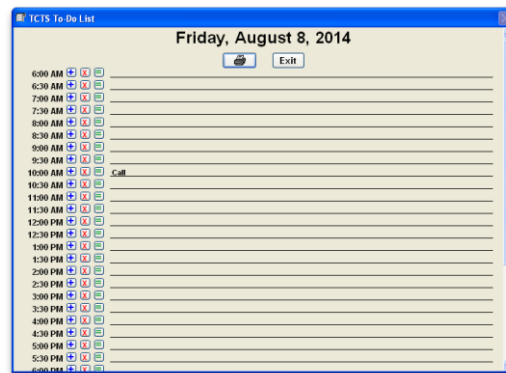 TCTS To-Do List
Friday, August 8, 2014
Exit
6:00 AM
6:30 AM
7:00 AM
7:30 AM
8:00 AM
8:30 AM
9:00 AM
9:30 AM
10:00 AM Call
10:30 AM
11:00 AM
11:30 AM
12:00 PM
12:30 PM
1:00 PM
1:30 PM
2:00 PM
2:30 PM
3:00 PM
3:30 PM
4:00 PM
4:30 PM
5:00 PM
5:30 PM
6:00 PM